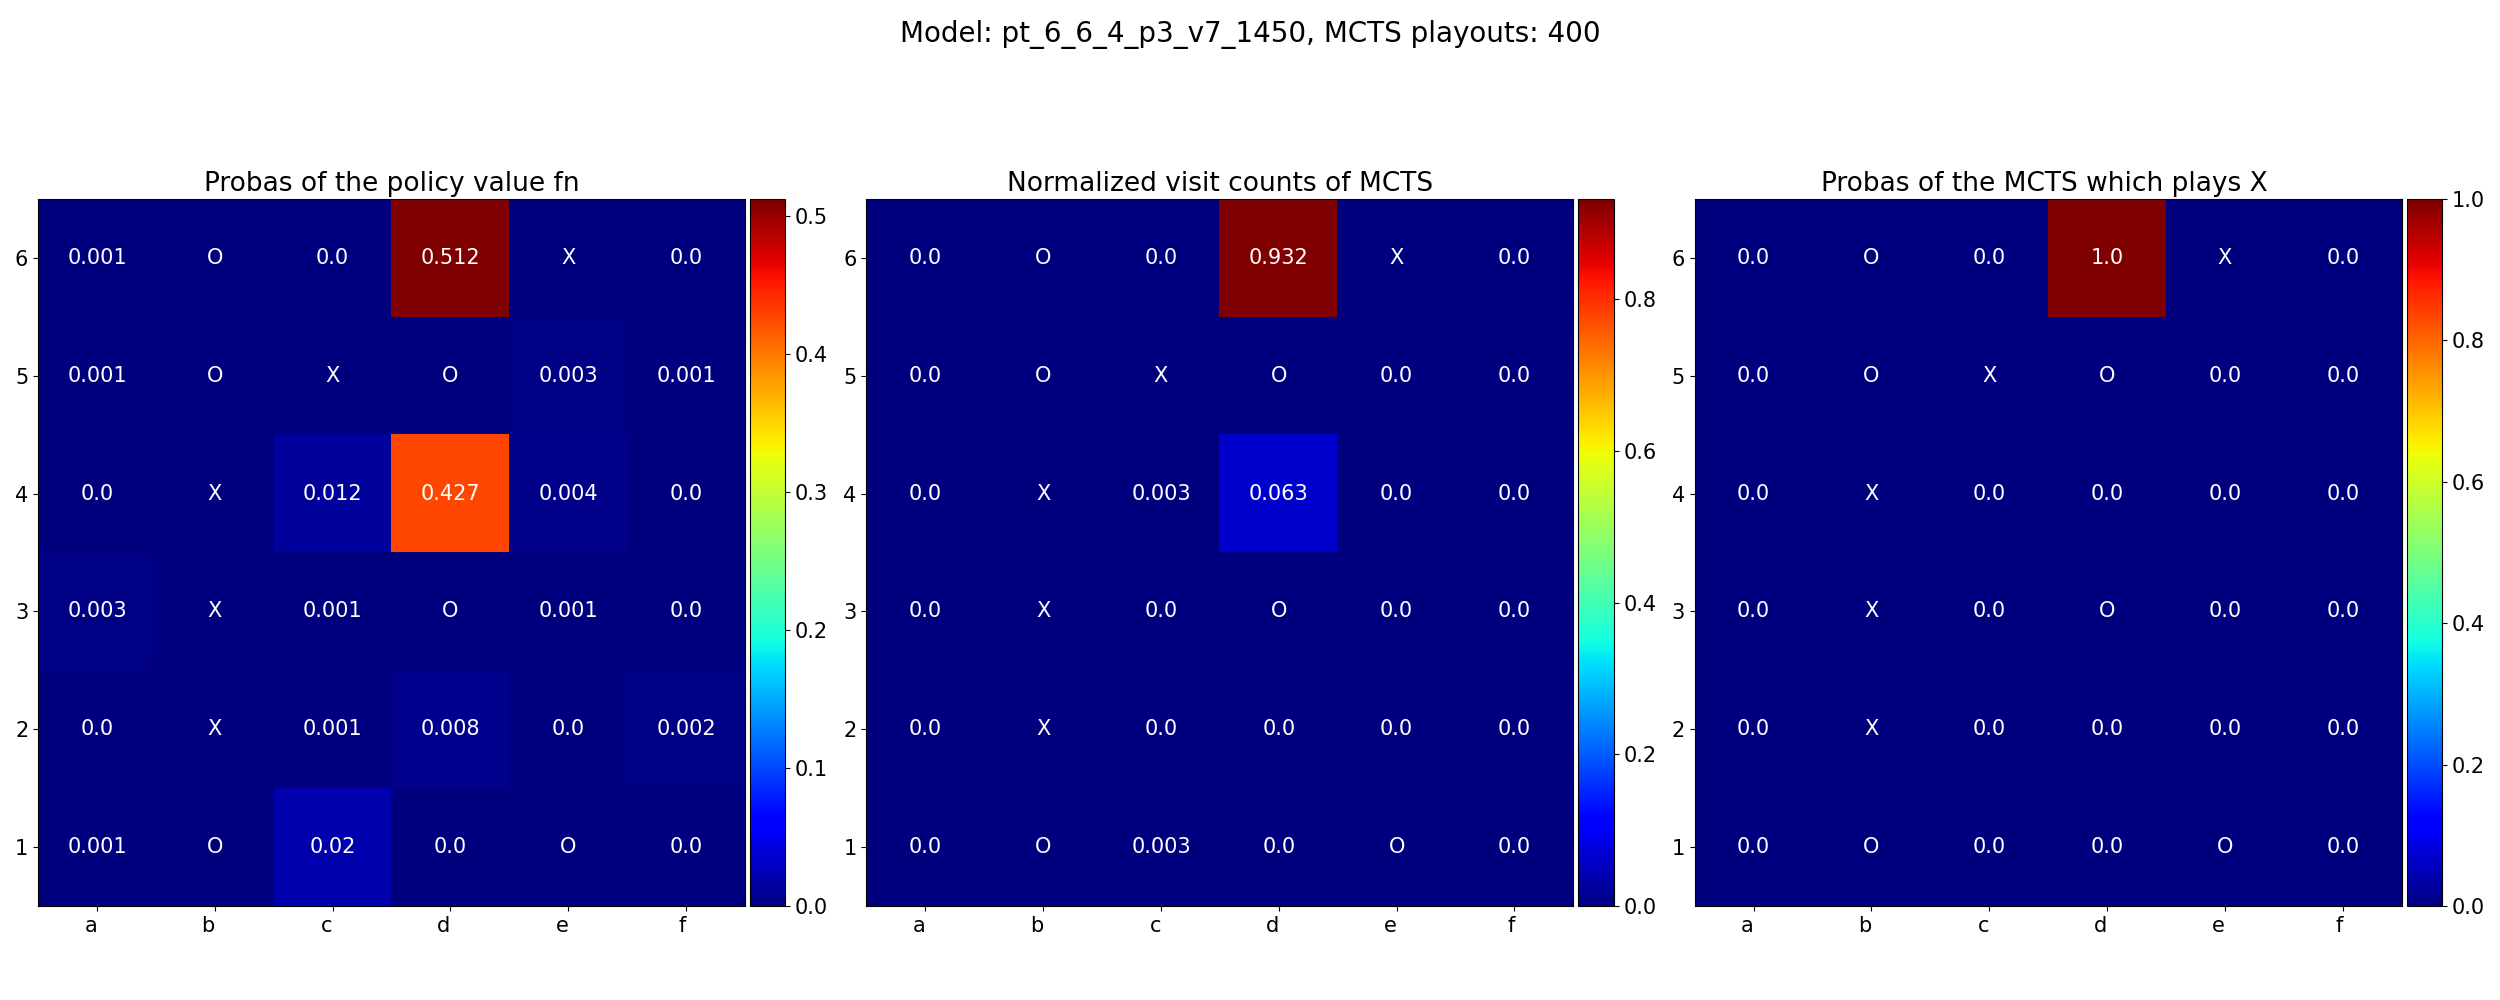 Model: pt_6_6_4_p3_v7_1450, MCTS playouts: 400
Probas of the policy value fn
6 0.001 O 0.0 0.512 X 0.0
5 0.001 O X O 0.003 0.001
4 0.0 X 0.012 0.427 0.004 0.0
3 0.003 X 0.001 O 0.001 0.0
2 0.0 X 0.001 0.008 0.0 0.002
1 0.001 O 0.02 0.0 O 0.0
a b c d e f
0.5
0.4
0.3
0.2
0.1
0.0
Normalized visit counts of MCTS
6 0.0 O 0.0 0.932 X 0.0
5 0.0 O X O 0.0 0.0
4 0.0 X 0.003 0.063 0.0 0.0
3 0.0 X 0.0 O 0.0 0.0
2 0.0 X 0.0 0.0 0.0 0.0
1 0.0 O 0.003 0.0 O 0.0
a b c d e f
0.8
0.6
0.4
0.2
0.0
Probas of the MCTS which plays X
6 0.0 O 0.0 1.0 X 0.0
5 0.0 O X O 0.0 0.0
4 0.0 X 0.0 0.0 0.0 0.0
3 0.0 X 0.0 O 0.0 0.0
2 0.0 X 0.0 0.0 0.0 0.0
1 0.0 O 0.0 0.0 O 0.0
a b c d e f
1.0
0.8
0.6
0.4
0.2
0.0